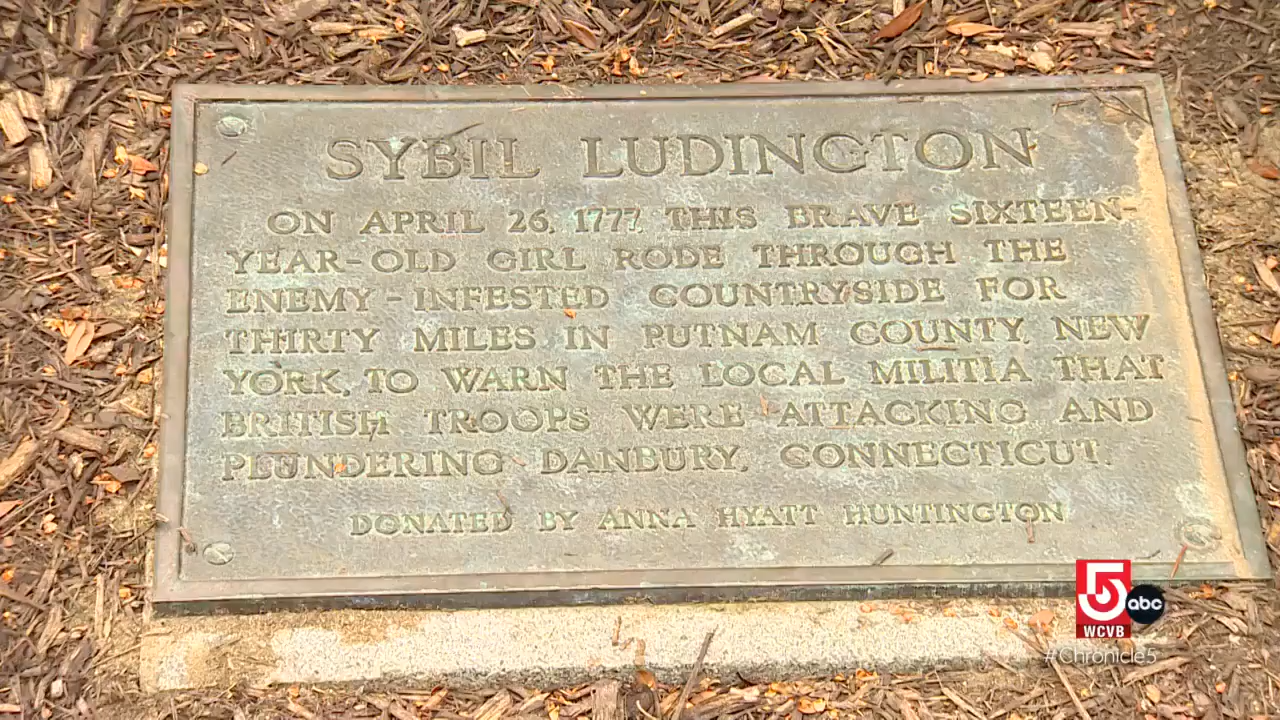 SYBIL LUDINGTON
ON APRIL 26, 1777, THIS BRAVE SIXTEEN-
YEAR-OLD GIRL RODE THROUGH THE
ENEMY-INFESTED COUNTRYSIDE FOR
THIRTY MILES IN PUTNAM COUNTY, NEW
YORK, TO WARN THE LOCAL MILITIA THAT
BRITISH TROOPS WERE ATTACKING AND
PLUNDERING DANBURY, CONNECTICUT.
DONATED BY ANNA HYATT HUNTINGTON
5 abc
WCVB
#Chronicle5